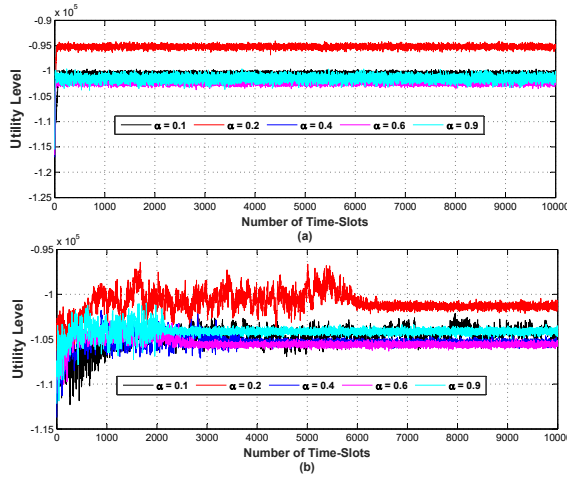 x 10^5
-0.9
-0.95
-1
-1.05
-1.1
-1.15
-1.2
-1.25
Utility Level
α = 0.1 α = 0.2 α = 0.4 α = 0.6 α = 0.9
0 1000 2000 3000 4000 5000 6000 7000 8000 9000 10000
Number of Time-Slots
(a)
x 10^5
-0.95
-1
-1.05
-1.1
-1.15
Utility Level
α = 0.1 α = 0.2 α = 0.4 α = 0.6 α = 0.9
0 1000 2000 3000 4000 5000 6000 7000 8000 9000 10000
Number of Time-Slots
(b)